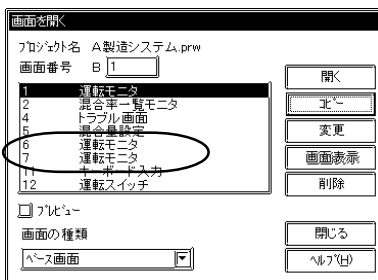 画面を開く
プロジェクト名 A製造システム.prw
画面番号 B 1
1 運転モニタ
2 混合率一覧モニタ
4 トラブル画面
5 混合量設定
6 運転モニタ
7 運転モニタ
11 キーボード入力
12 運転スイッチ
開く
コピー
変更
画面表示
削除
プレビュー
画面の種類
ベース画面
閉じる
ヘルプ(H)